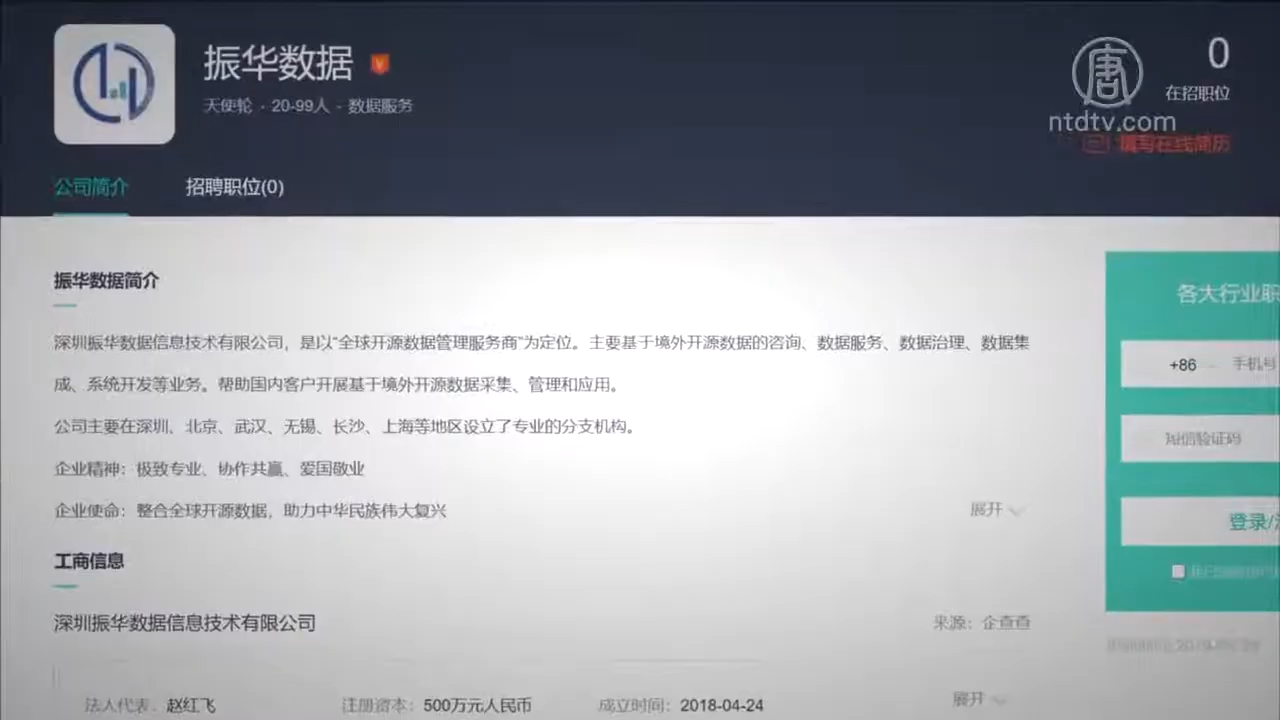 振华数据
天使轮 · 20-99人 · 数据服务
0
在招职位
唐
ntdtv.com
填写在线简历
公司简介
招聘职位(0)
振华数据简介
深圳振华数据信息技术有限公司，是以“全球开源数据管理服务商”为定位。主要基于境外开源数据的咨询、数据服务、数据治理、数据集
成、系统开发等业务。帮助国内客户开展基于境外开源数据采集、管理和应用。
公司主要在深圳、北京、武汉、无锡、长沙、上海等地区设立了专业的分支机构。
企业精神：极致专业、协作共赢、爱国敬业
企业使命：整合全球开源数据，助力中华民族伟大复兴
展开
各大行业职
+86
手机号
短信验证码
登录/
工商信息
深圳振华数据信息技术有限公司
来源：企查查
法人代表：赵红飞
注册资本：500万元人民币
成立时间：2018-04-24
展开